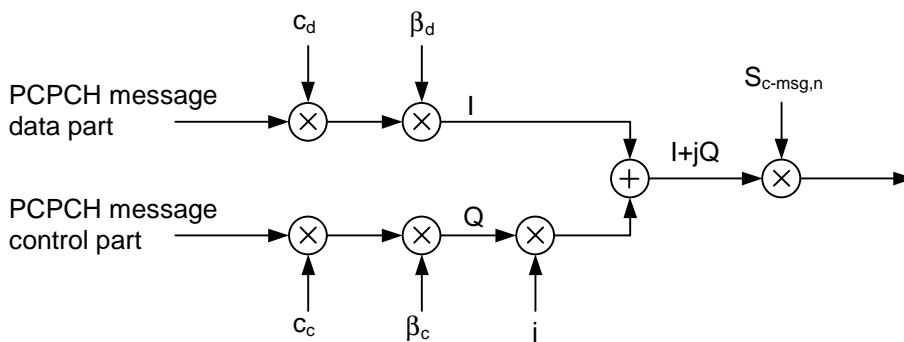 c_d
β_d
S_c-msg,n
PCPCH message
data part
I
I+jQ
PCPCH message
control part
Q
c_c
β_c
j